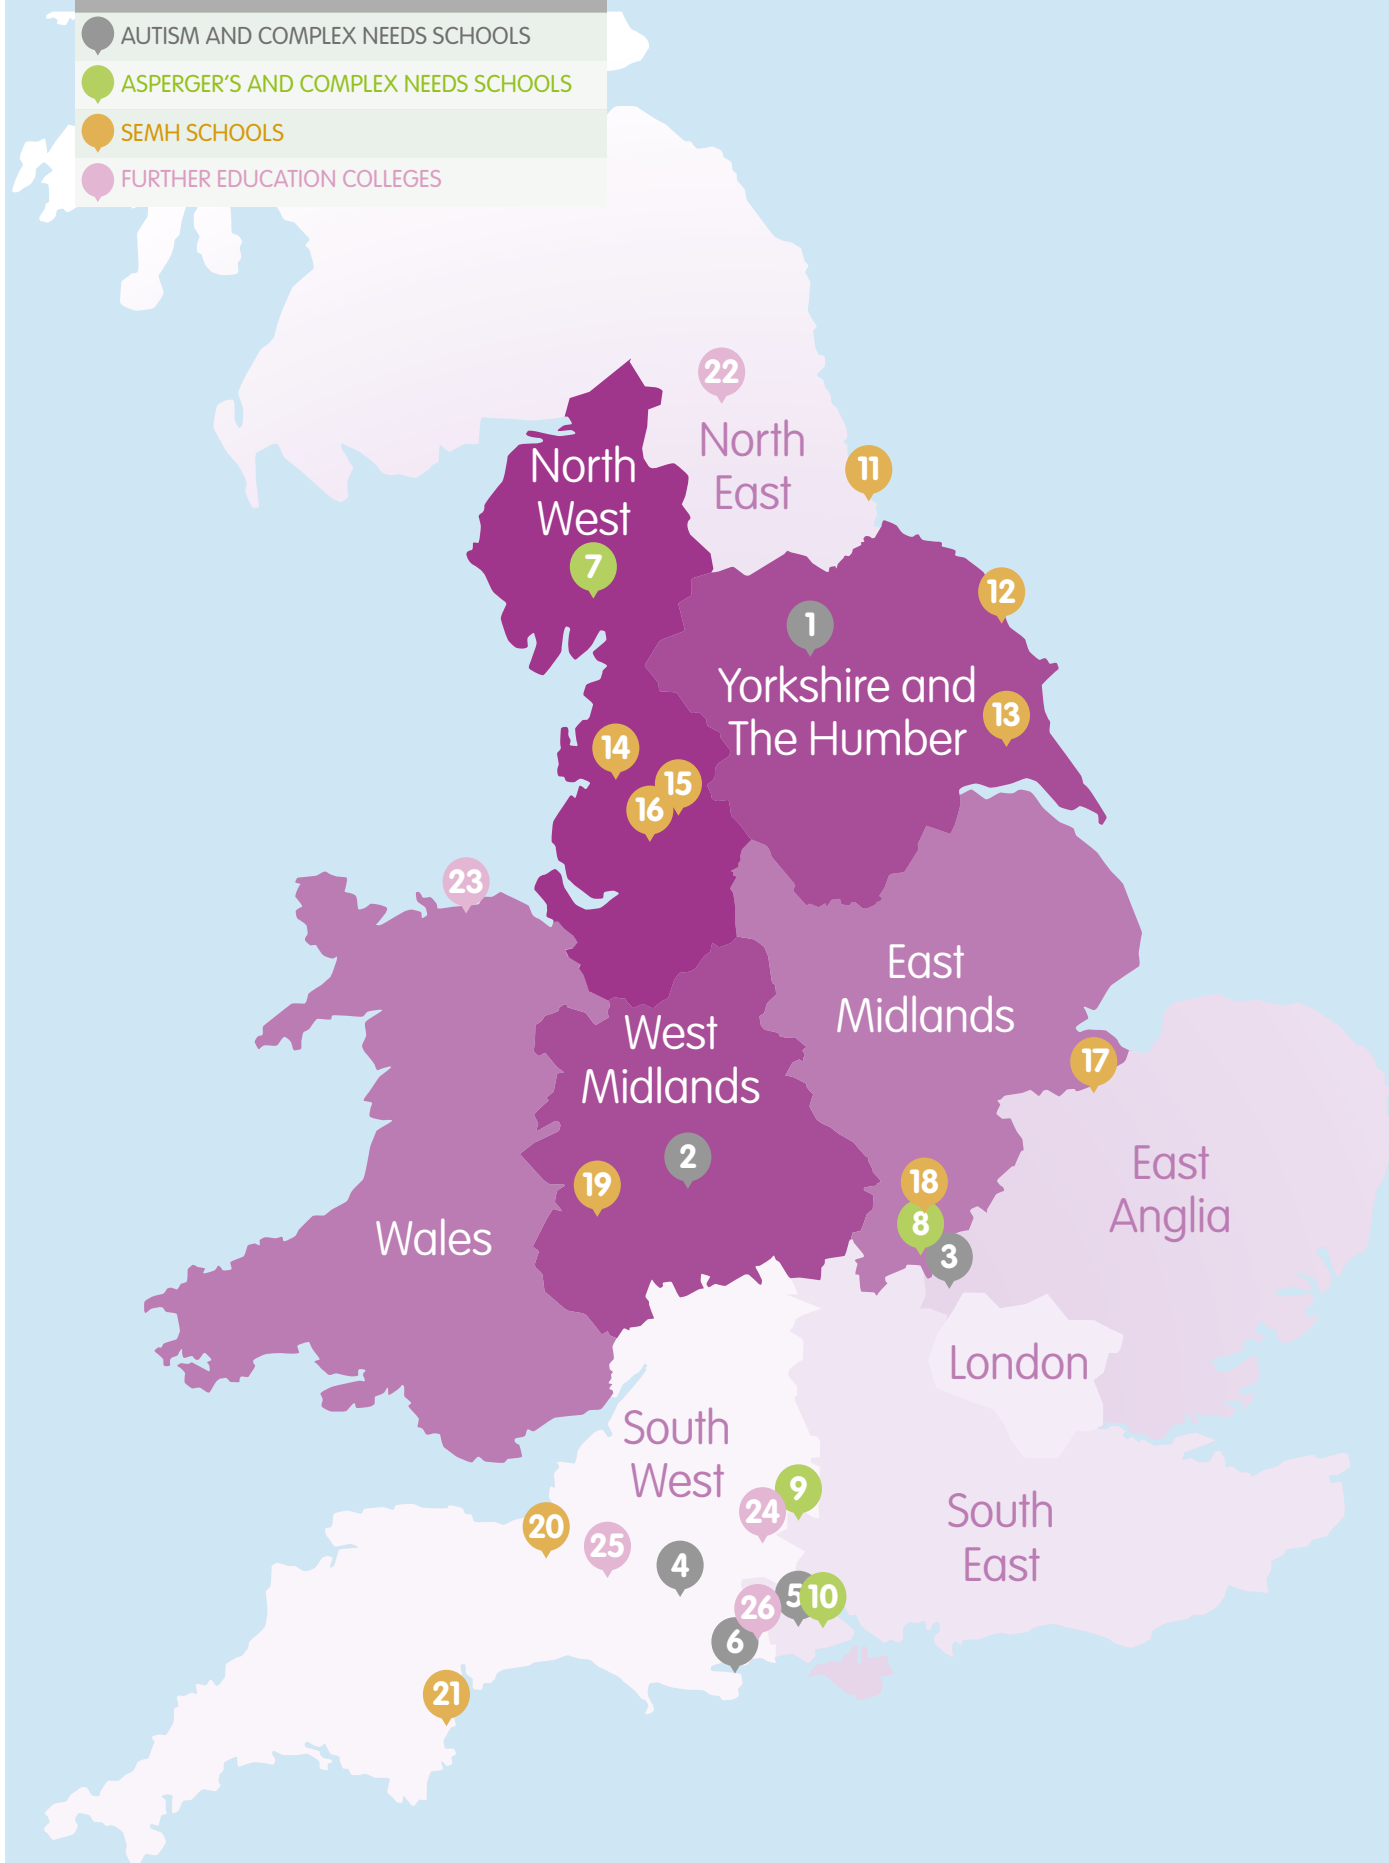 AUTISM AND COMPLEX NEEDS SCHOOLS
ASPERGER'S AND COMPLEX NEEDS SCHOOLS
SEMH SCHOOLS
FURTHER EDUCATION COLLEGES
22
North
East
11
North
West
7
12
1
Yorkshire and
The Humber
13
14
15
16
23
East
Midlands
West
Midlands
17
2
19
18
8
3
East
Anglia
Wales
London
South
West
9
24
20
25
4
South
East
5
10
26
6
21